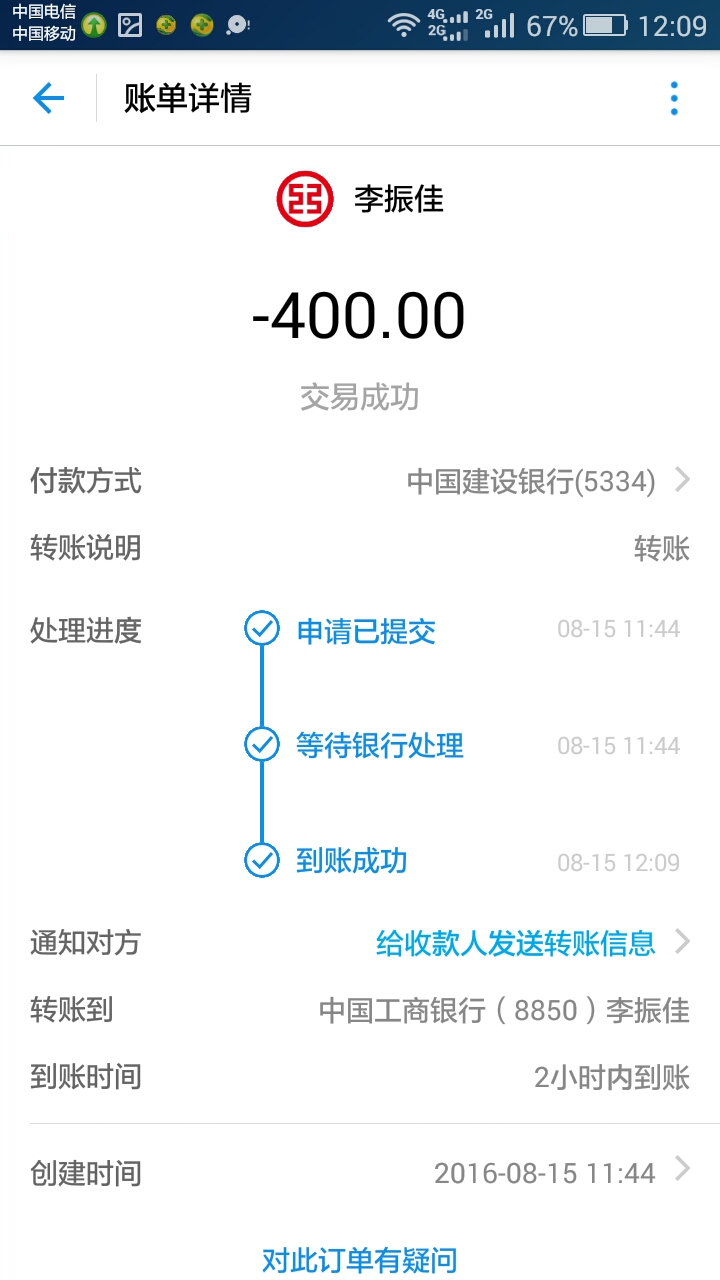 中国电信
中国移动
4G 2G 2G 67% 12:09
账单详情
李振佳
-400.00
交易成功
付款方式 中国建设银行(5334)
转账说明 转账
处理进度 申请已提交 08-15 11:44
等待银行处理 08-15 11:44
到账成功 08-15 12:09
通知对方 给收款人发送转账信息
转账到 中国工商银行（8850）李振佳
到账时间 2小时内到账
创建时间 2016-08-15 11:44
对此订单有疑问